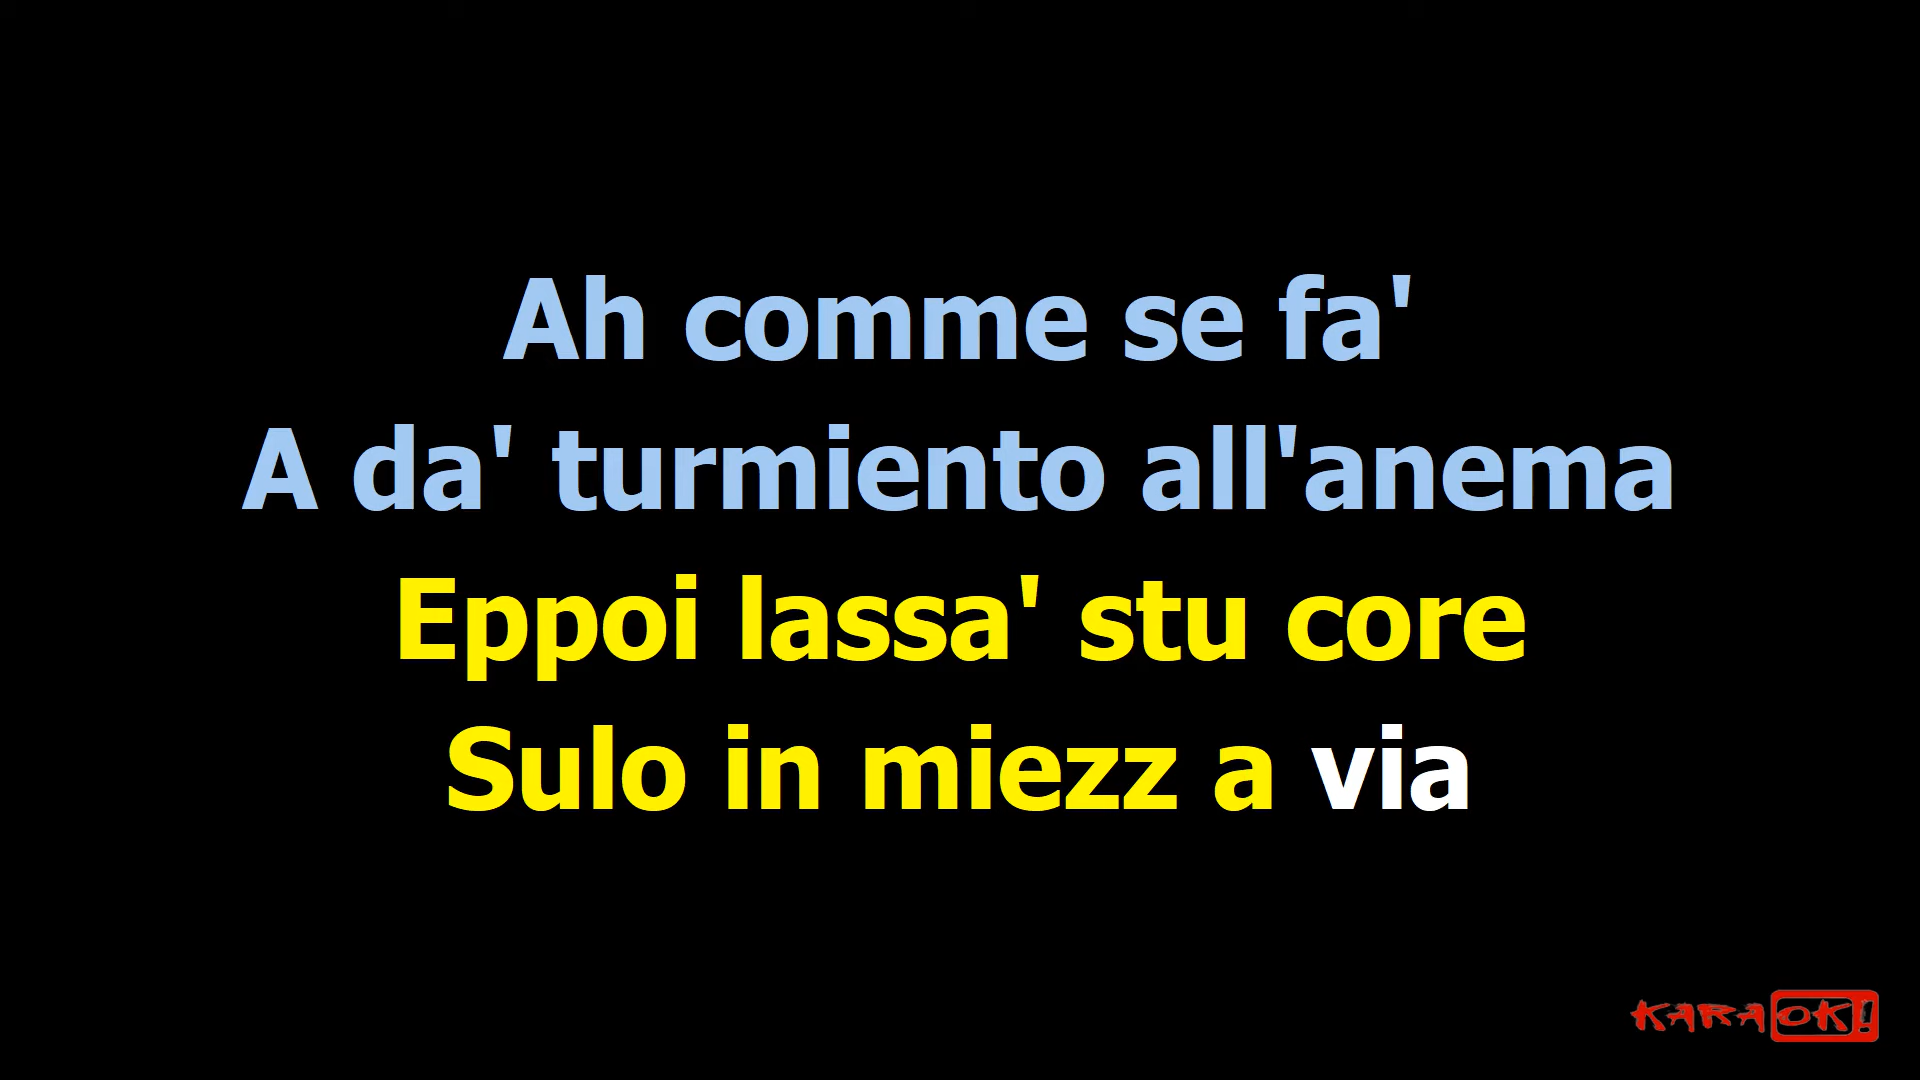 Ah comme se fa'
A da' turmiento all'anema
Eppoi lassa' stu core
Sulo in miezz a via
KARAOK!